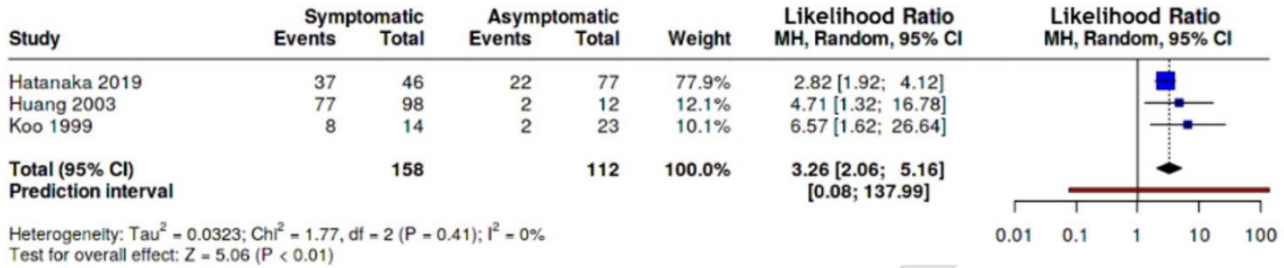 Symptomatic Asymptomatic Likelihood Ratio Likelihood Ratio
Study Events Total Events Total Weight MH, Random, 95% CI MH, Random, 95% CI
Hatanaka 2019 37 46 22 77 77.9% 2.82 [1.92; 4.12]
Huang 2003 77 98 2 12 12.1% 4.71 [1.32; 16.78]
Koo 1999 8 14 2 23 10.1% 6.57 [1.62; 26.64]
Total (95% CI) 158 112 100.0% 3.26 [2.06; 5.16]
Prediction interval [0.08; 137.99]
Heterogeneity: Tau² = 0.0323; Chi² = 1.77, df = 2 (P = 0.41); I² = 0%
Test for overall effect: Z = 5.06 (P < 0.01)
0.01 0.1 1 10 100